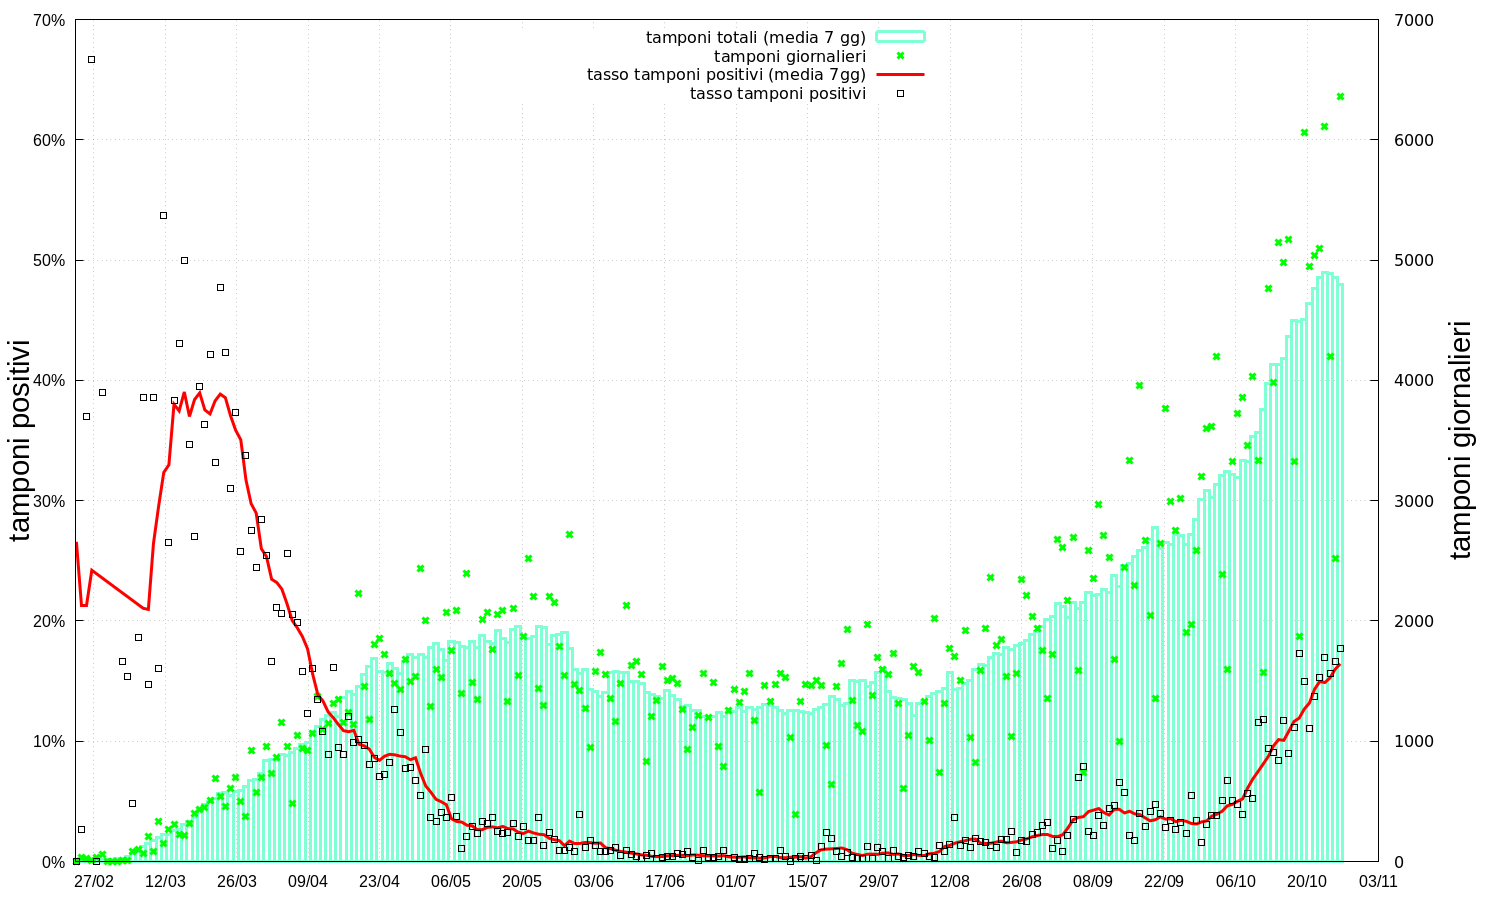 70%
60%
50%
40%
30%
20%
10%
0%
7000
6000
5000
4000
3000
2000
1000
0
tamponi totali (media 7 gg)
tamponi giornalieri
tasso tamponi positivi (media 7gg)
tasso tamponi positivi
tamponi positivi
tamponi giornalieri
27/02 12/03 26/03 09/04 23/04 06/05 20/05 03/06 17/06 01/07 15/07 29/07 12/08 26/08 08/09 22/09 06/10 20/10 03/11